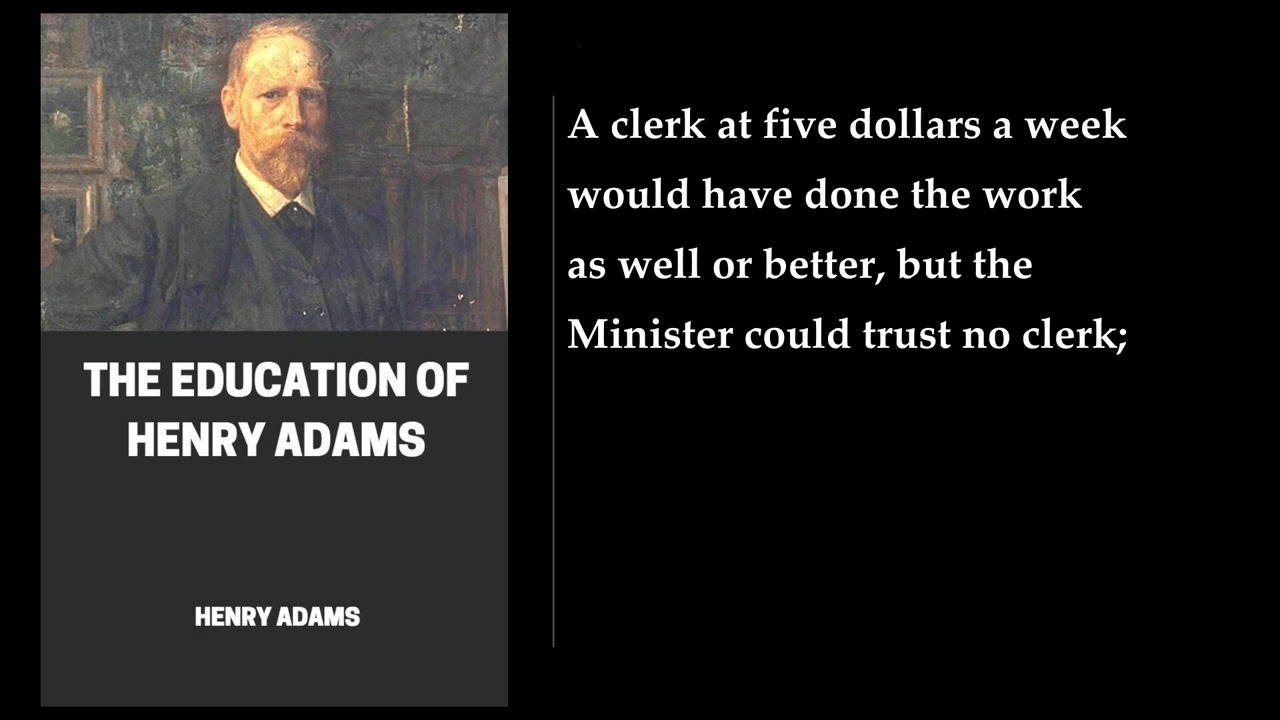 THE EDUCATION OF
HENRY ADAMS
HENRY ADAMS
A clerk at five dollars a week
would have done the work
as well or better, but the
Minister could trust no clerk;